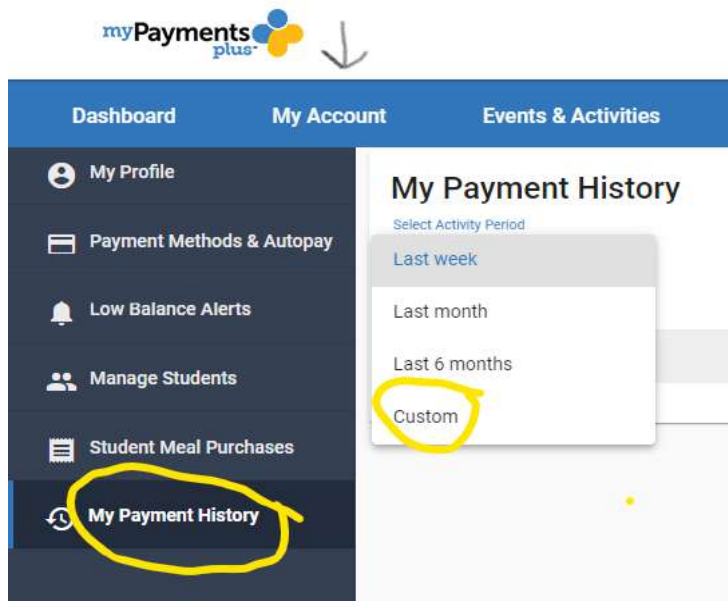 myPayments
plus
Dashboard My Account Events & Activities
My Profile
Payment Methods & Autopay
Low Balance Alerts
Manage Students
Student Meal Purchases
My Payment History
My Payment History
Select Activity Period
Last week
Last month
Last 6 months
Custom